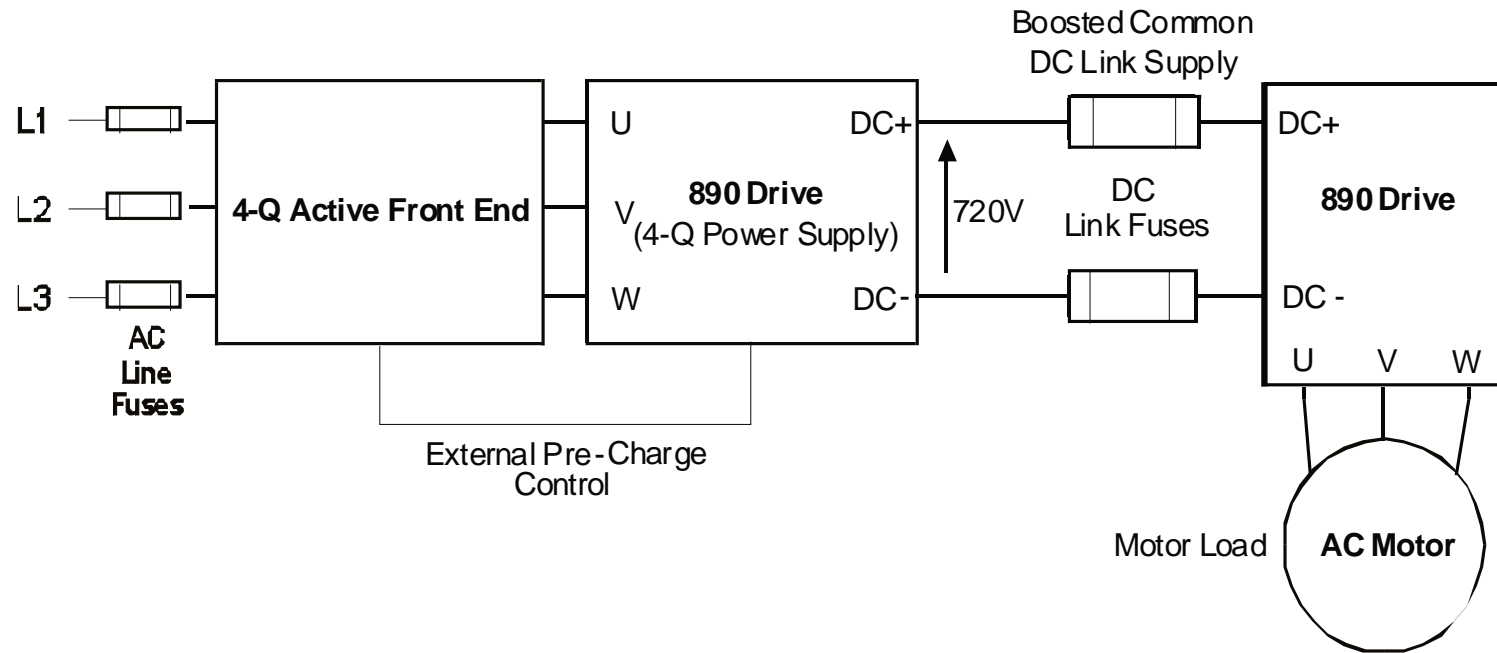 Boosted Common
DC Link Supply
L1
L2
L3
AC
Line
Fuses
4-Q Active Front End
U
V
W
890 Drive
(4-Q Power Supply)
DC+
DC-
720V
DC
Link Fuses
DC+
DC -
890 Drive
U V W
External Pre-Charge
Control
Motor Load
AC Motor